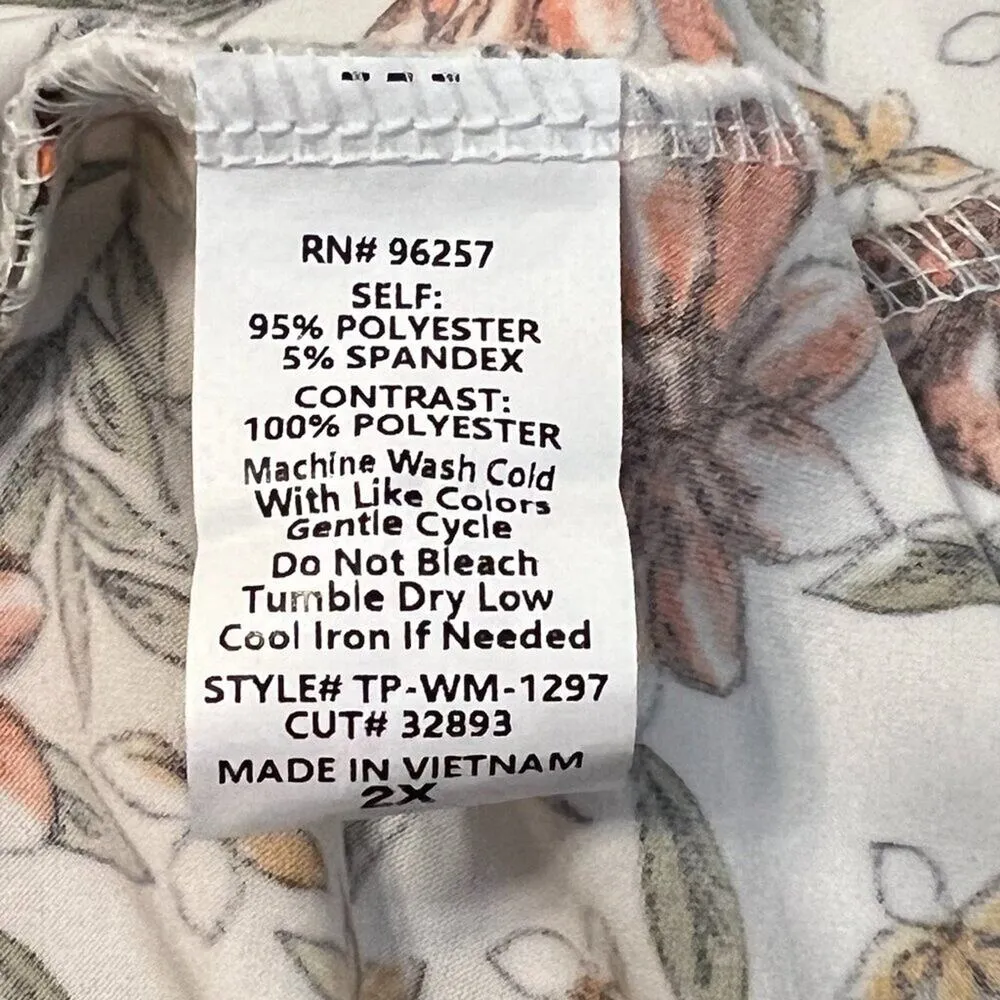 RN# 96257
SELF:
95% POLYESTER
5% SPANDEX
CONTRAST:
100% POLYESTER
Machine Wash Cold
With Like Colors
Gentle Cycle
Do Not Bleach
Tumble Dry Low
Cool Iron If Needed
STYLE# TP-WM-1297
CUT# 32893
MADE IN VIETNAM
2X